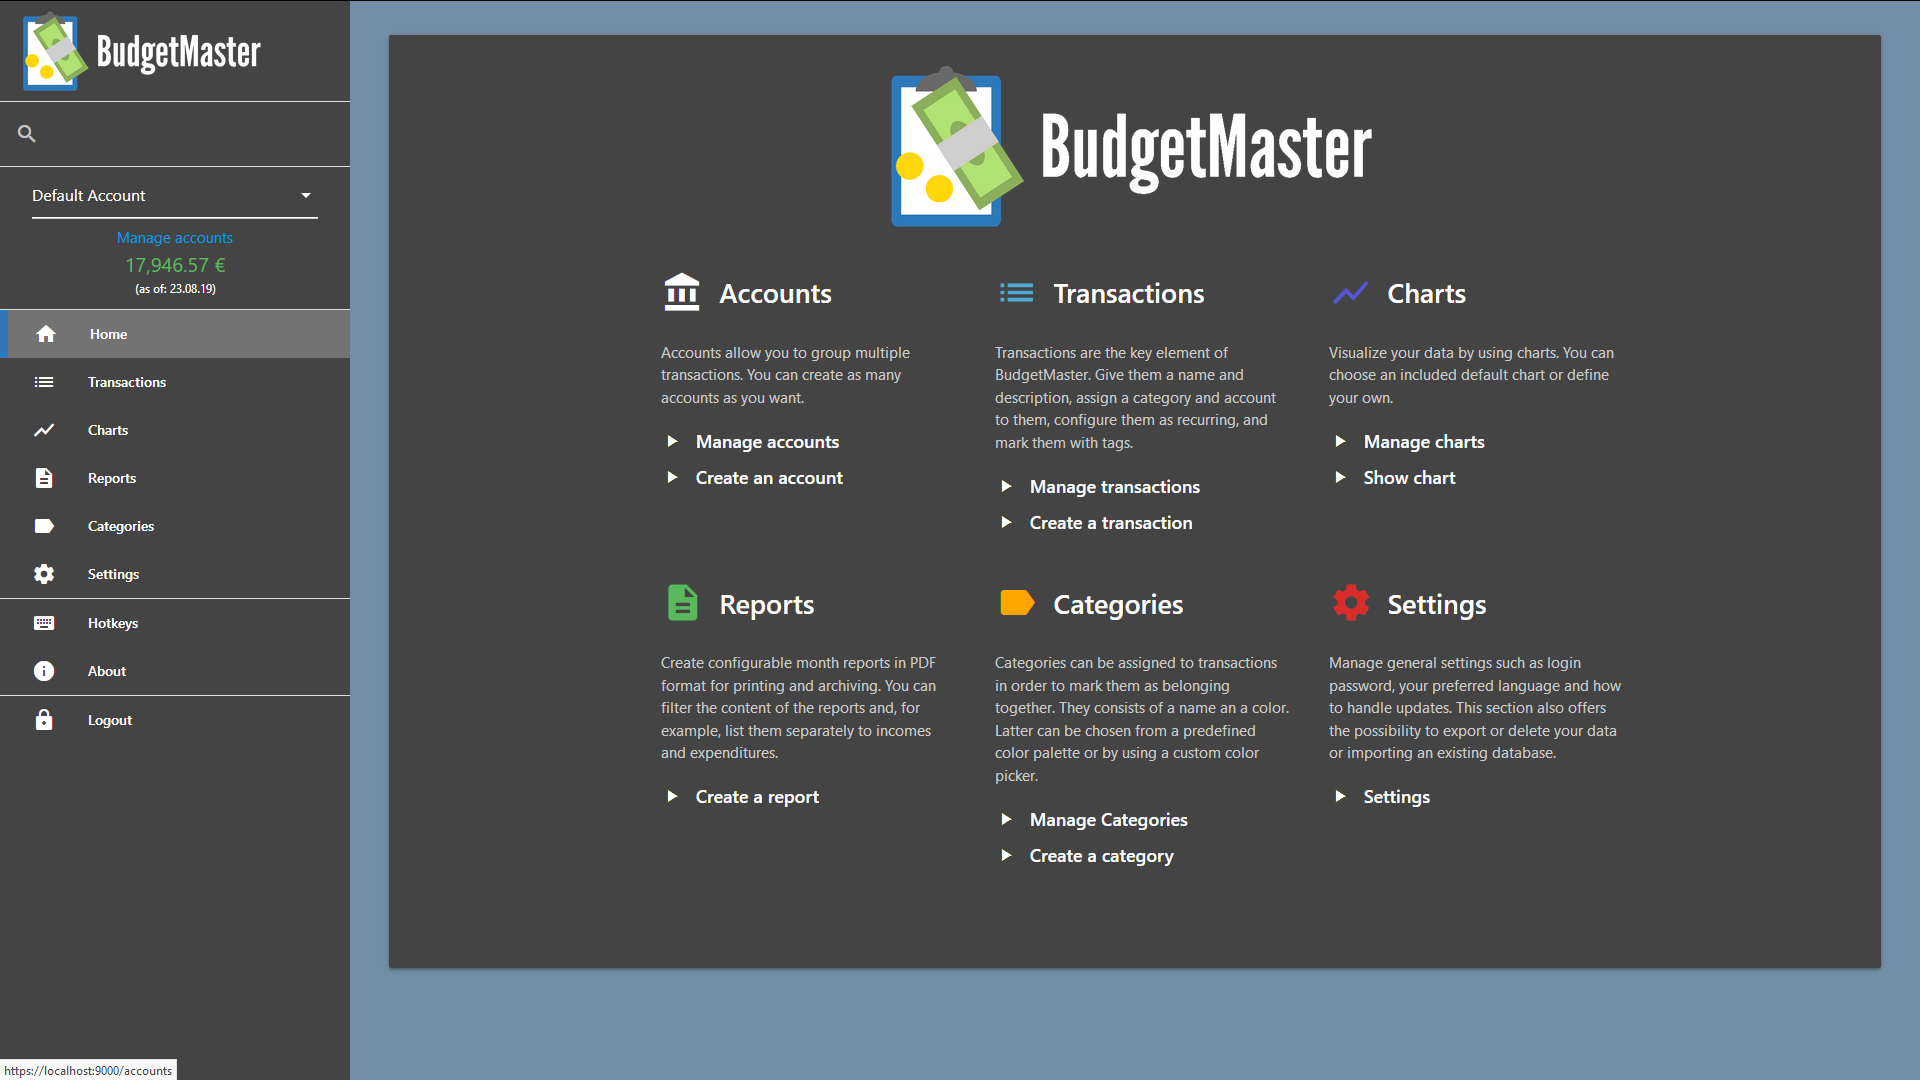 BudgetMaster
Default Account
Manage accounts
17,946.57 €
(as of: 23.08.19)
Home
Transactions
Charts
Reports
Categories
Settings
Hotkeys
About
Logout
BudgetMaster
Accounts
Accounts allow you to group multiple
transactions. You can create as many
accounts as you want.
Manage accounts
Create an account
Transactions
Transactions are the key element of
BudgetMaster. Give them a name and
description, assign a category and account
to them, configure them as recurring, and
mark them with tags.
Manage transactions
Create a transaction
Charts
Visualize your data by using charts. You can
choose an included default chart or define
your own.
Manage charts
Show chart
Reports
Create configurable month reports in PDF
format for printing and archiving. You can
filter the content of the reports and, for
example, list them separately to incomes
and expenditures.
Create a report
Categories
Categories can be assigned to transactions
in order to mark them as belonging
together. They consists of a name an a color.
Latter can be chosen from a predefined
color palette or by using a custom color
picker.
Manage Categories
Create a category
Settings
Manage general settings such as login
password, your preferred language and how
to handle updates. This section also offers
the possibility to export or delete your data
or importing an existing database.
Settings
https://localhost:9000/accounts